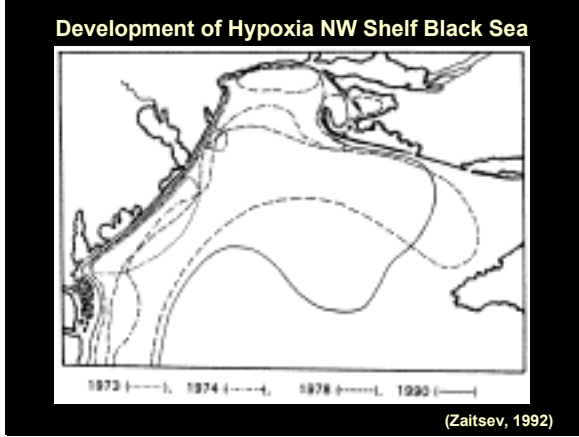 Development of Hypoxia NW Shelf Black Sea
1973 (------), 1974 (--·--·), 1978 (------), 1990 (———)
(Zaitsev, 1992)